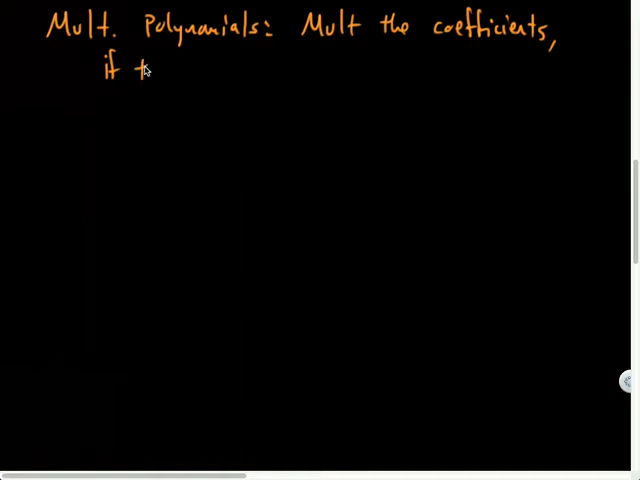 Mult. Polynomials: Mult the coefficients,
if t